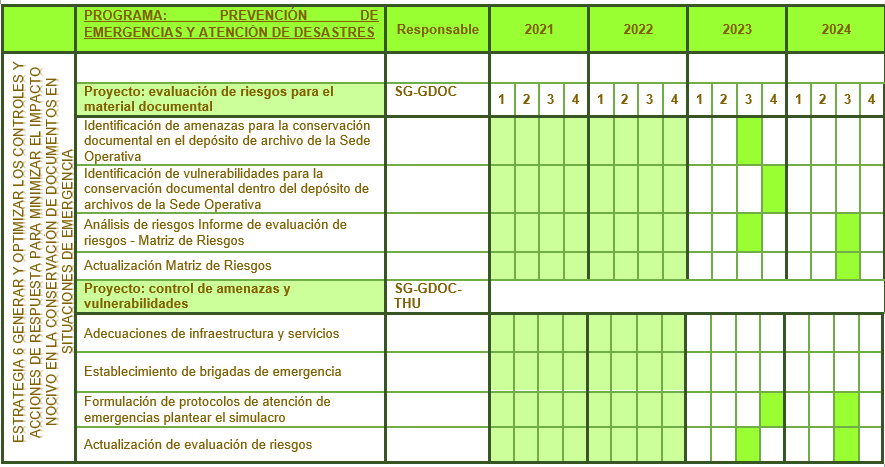 PROGRAMA: PREVENCIÓN DE
EMERGENCIAS Y ATENCIÓN DE DESASTRES
Responsable
2021
2022
2023
2024
ESTRATEGIA 6 GENERAR Y OPTIMIZAR LOS CONTROLES Y
ACCIONES DE RESPUESTA PARA MINIMIZAR EL IMPACTO
NOCIVO EN LA CONSERVACIÓN DE DOCUMENTOS EN
SITUACIONES DE EMERGENCIA
Proyecto: evaluación de riesgos para el
material documental
SG-GDOC
1 2 3 4 1 2 3 4 1 2 3 4 1 2 3 4
Identificación de amenazas para la conservación
documental en el depósito de archivo de la Sede
Operativa
Identificación de vulnerabilidades para la
conservación documental dentro del depósito de
archivos de la Sede Operativa
Análisis de riesgos Informe de evaluación de
riesgos - Matriz de Riesgos
Actualización Matriz de Riesgos
Proyecto: control de amenazas y
vulnerabilidades
SG-GDOC-
THU
Adecuaciones de infraestructura y servicios
Establecimiento de brigadas de emergencia
Formulación de protocolos de atención de
emergencias plantear el simulacro
Actualización de evaluación de riesgos